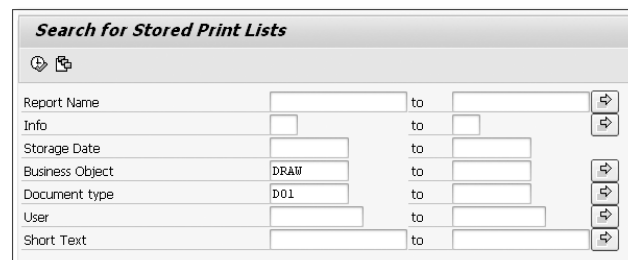 Search for Stored Print Lists
Report Name to
Info to
Storage Date to
Business Object DRAW to
Document type D01 to
User to
Short Text to